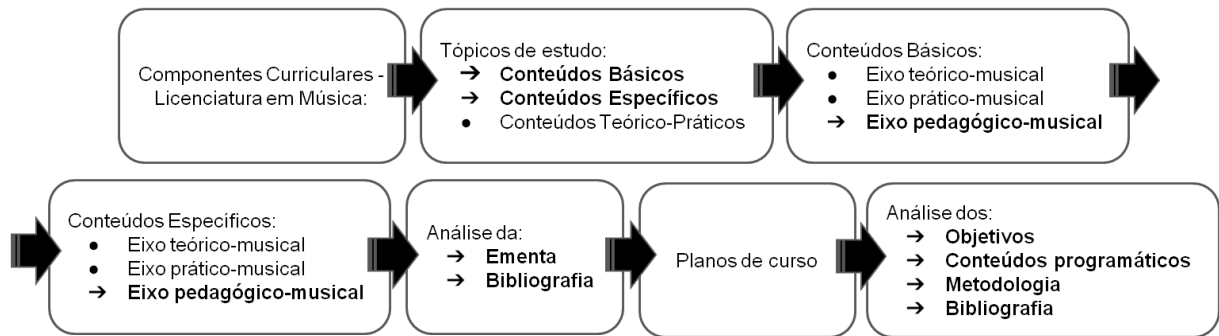 Componentes Curriculares -
Licenciatura em Música:
Tópicos de estudo:
➔ Conteúdos Básicos
➔ Conteúdos Específicos
● Conteúdos Teórico-Práticos
Conteúdos Básicos:
● Eixo teórico-musical
● Eixo prático-musical
➔ Eixo pedagógico-musical
Conteúdos Específicos:
● Eixo teórico-musical
● Eixo prático-musical
➔ Eixo pedagógico-musical
Análise da:
➔ Ementa
➔ Bibliografia
Planos de curso
Análise dos:
➔ Objetivos
➔ Conteúdos programáticos
➔ Metodologia
➔ Bibliografia